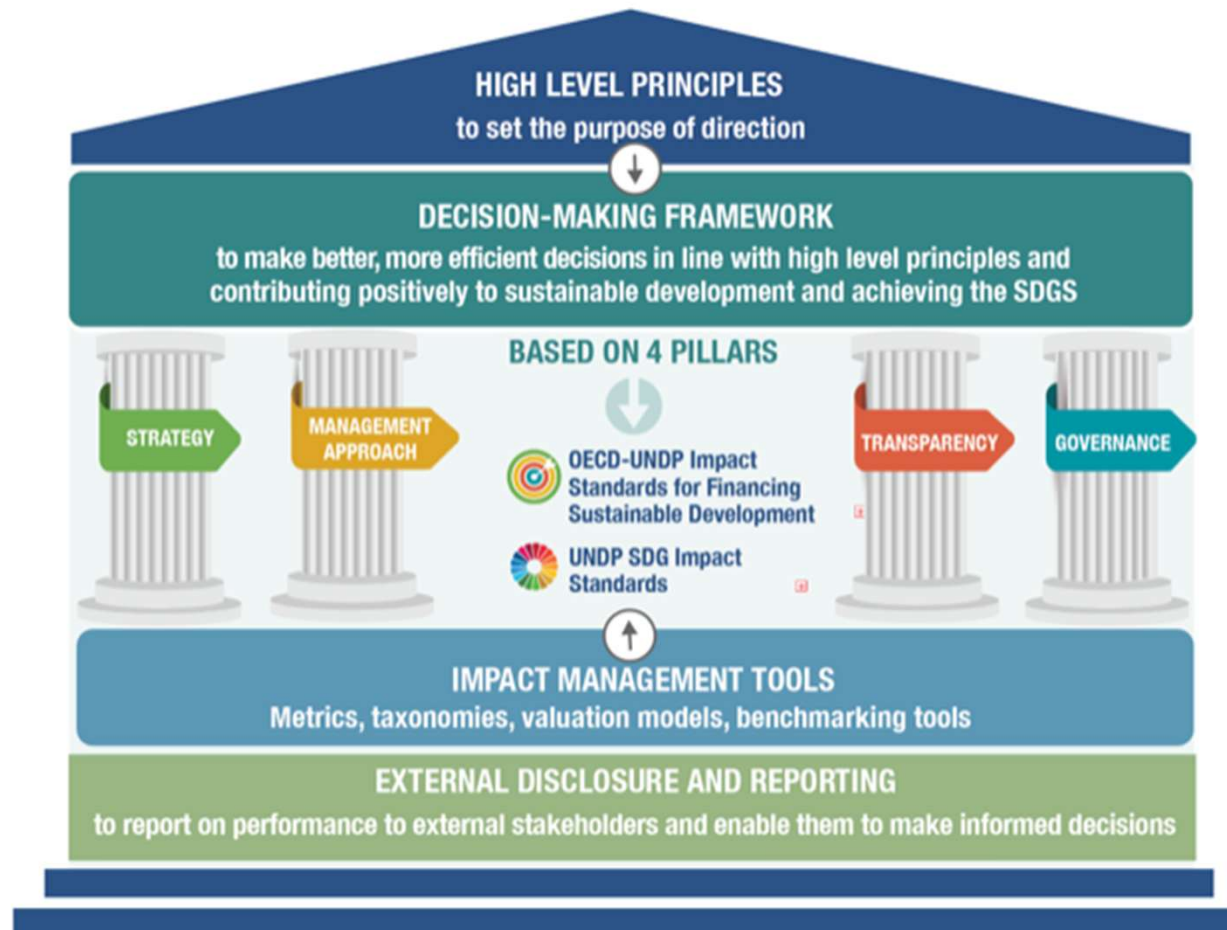 HIGH LEVEL PRINCIPLES
to set the purpose of direction
DECISION-MAKING FRAMEWORK
to make better, more efficient decisions in line with high level principles and
contributing positively to sustainable development and achieving the SDGS
BASED ON 4 PILLARS
STRATEGY
MANAGEMENT
APPROACH
OECD-UNDP Impact
Standards for Financing
Sustainable Development
UNDP SDG Impact
Standards
TRANSPARENCY
GOVERNANCE
IMPACT MANAGEMENT TOOLS
Metrics, taxonomies, valuation models, benchmarking tools
EXTERNAL DISCLOSURE AND REPORTING
to report on performance to external stakeholders and enable them to make informed decisions